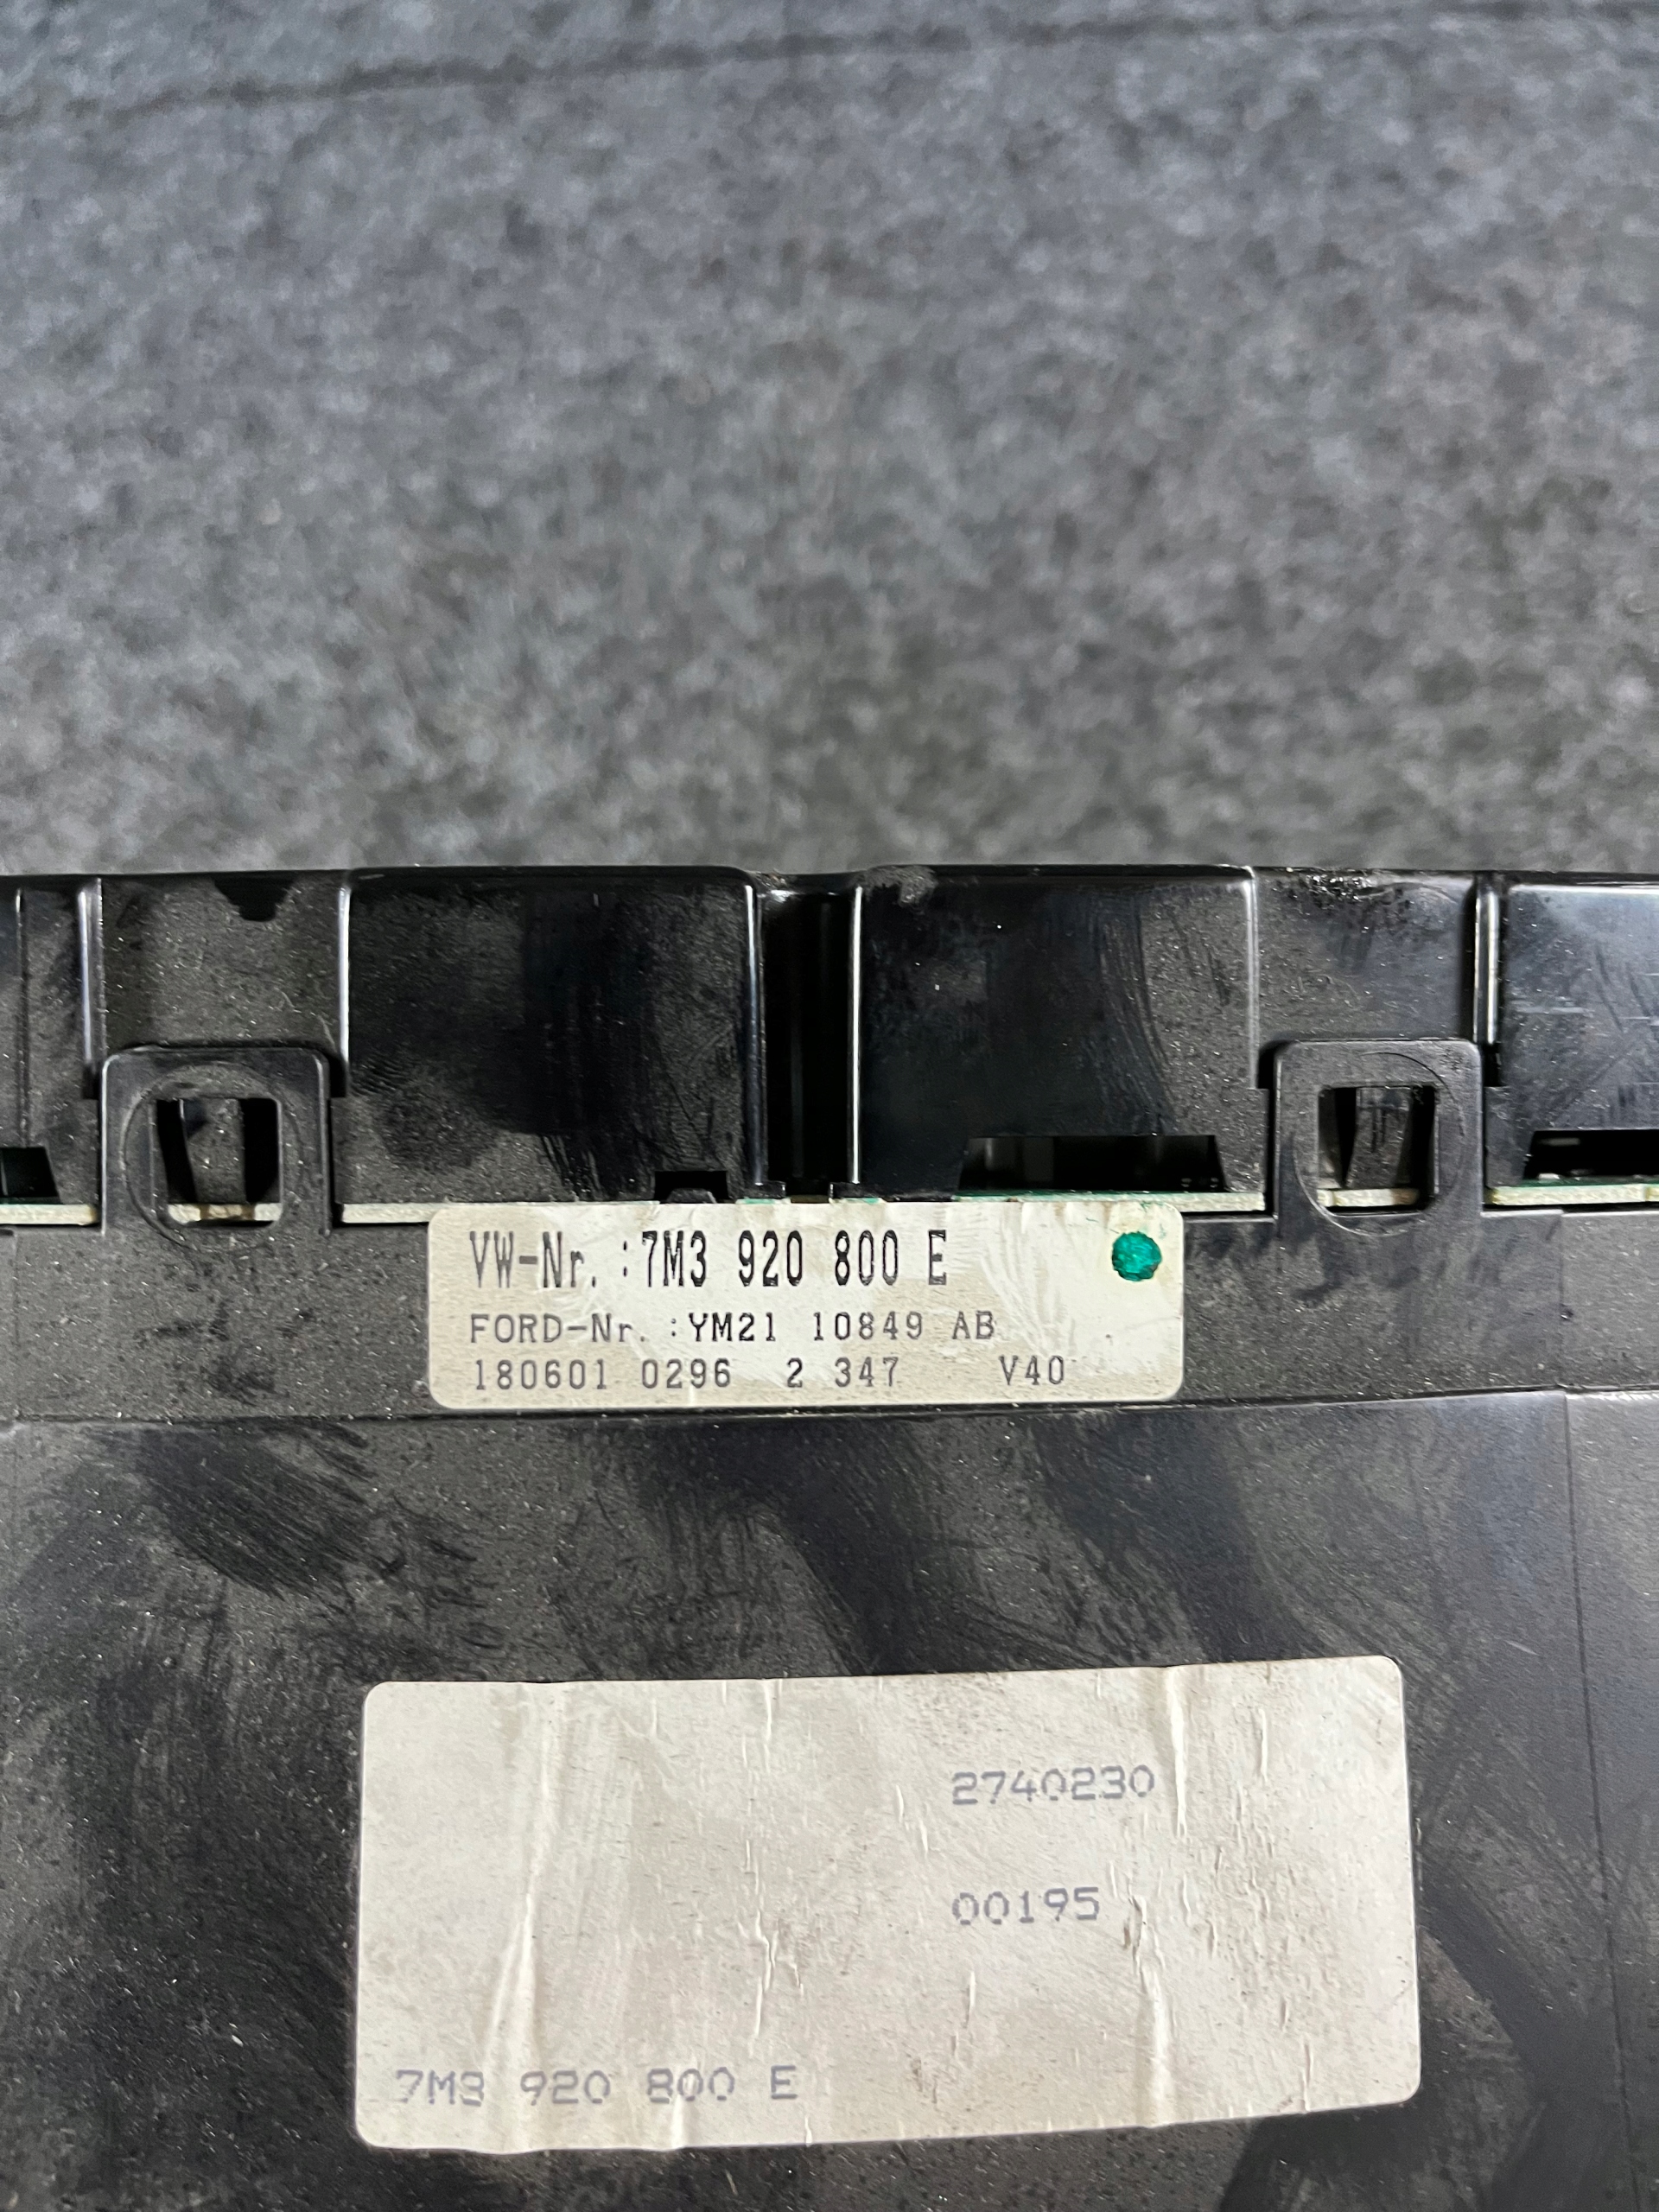 VW-Nr. :7M3 920 800 E
FORD-Nr. :YM21 10849 AB
180601 0296 2 347 V40
2740230
00195
7M3 920 800 E